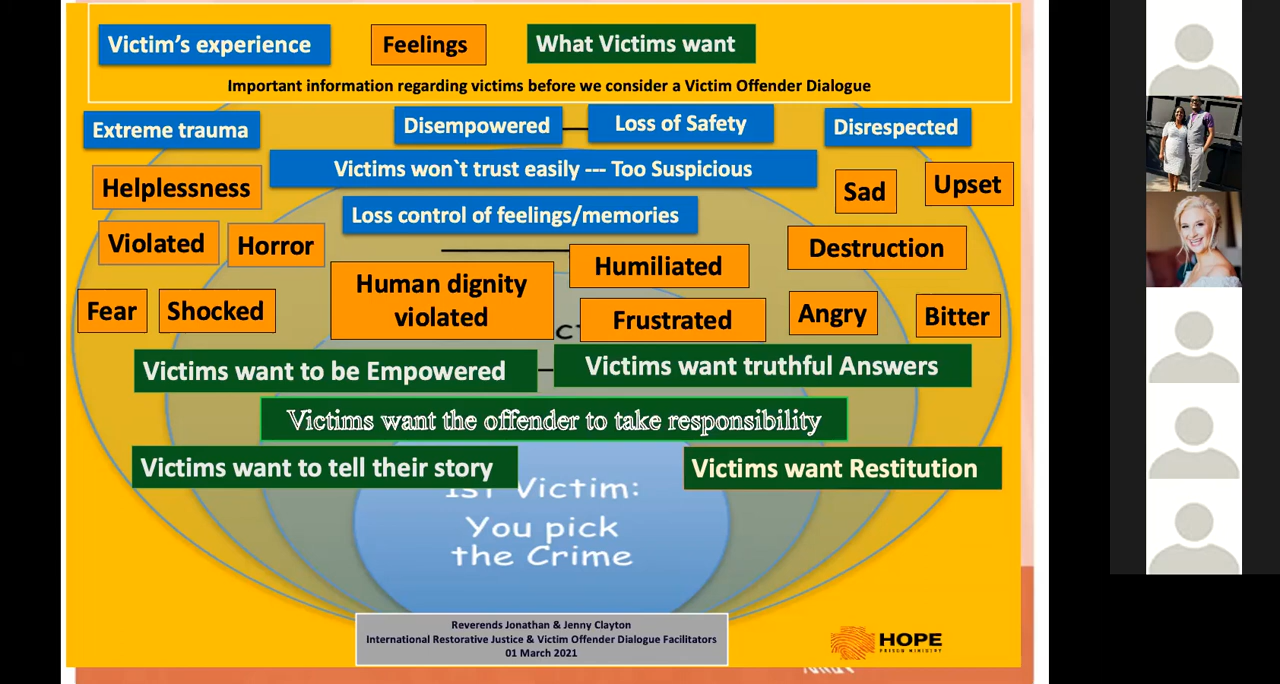 Victim's experience
Feelings
What Victims want
Important information regarding victims before we consider a Victim Offender Dialogue
Extreme trauma
Disempowered
Loss of Safety
Disrespected
Victims won`t trust easily --- Too Suspicious
Helplessness
Sad
Upset
Loss control of feelings/memories
Violated
Horror
Destruction
Humiliated
Human dignity
violated
Fear
Shocked
Frustrated
Angry
Bitter
Victims want to be Empowered
Victims want truthful Answers
Victims want the offender to take responsibility
Victims want to tell their story
Victims want Restitution
1st Victim:
You pick
the Crime
Reverends Jonathan & Jenny Clayton
International Restorative Justice & Victim Offender Dialogue Facilitators
01 March 2021
HOPE
PRISON MINISTRY